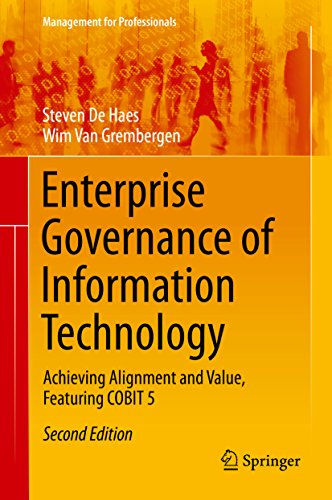 Management for Professionals
Steven De Haes
Wim Van Grembergen
Enterprise
Governance of
Information
Technology
Achieving Alignment and Value,
Featuring COBIT 5
Second Edition
Springer